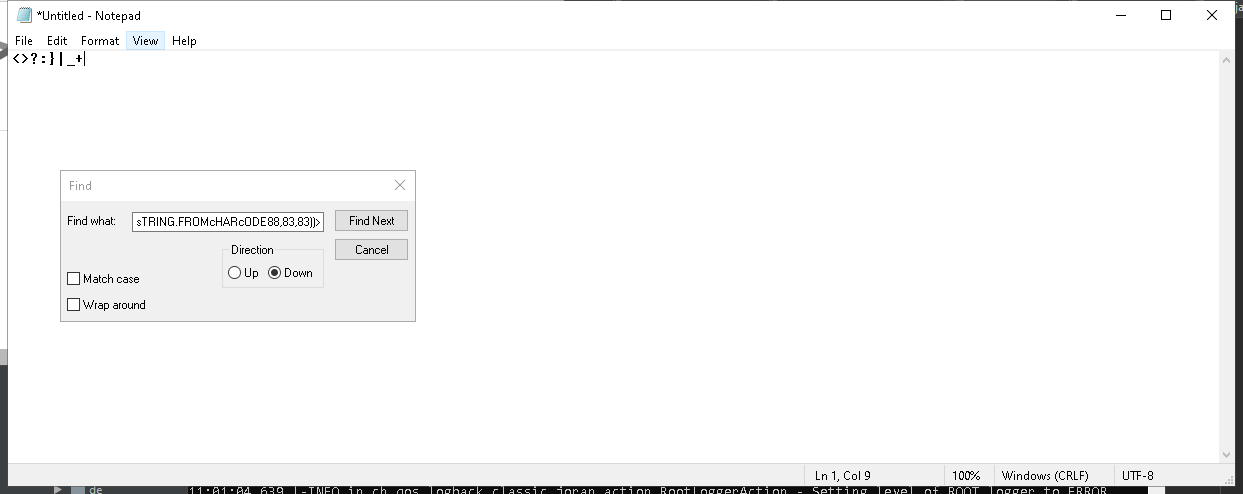 *Untitled - Notepad
File Edit Format View Help
<>?:}|_+
Find
Find what: sTRING.FROMcHARcODE88,83,83))> Find Next
Direction Cancel
Up Down
Match case
Wrap around
Ln 1, Col 9 100% Windows (CRLF) UTF-8
de 11:01:04,639 |-INFO in ch.qos.logback.classic.joran.action.RootLoggerAction - Setting level of ROOT logger to ERROR